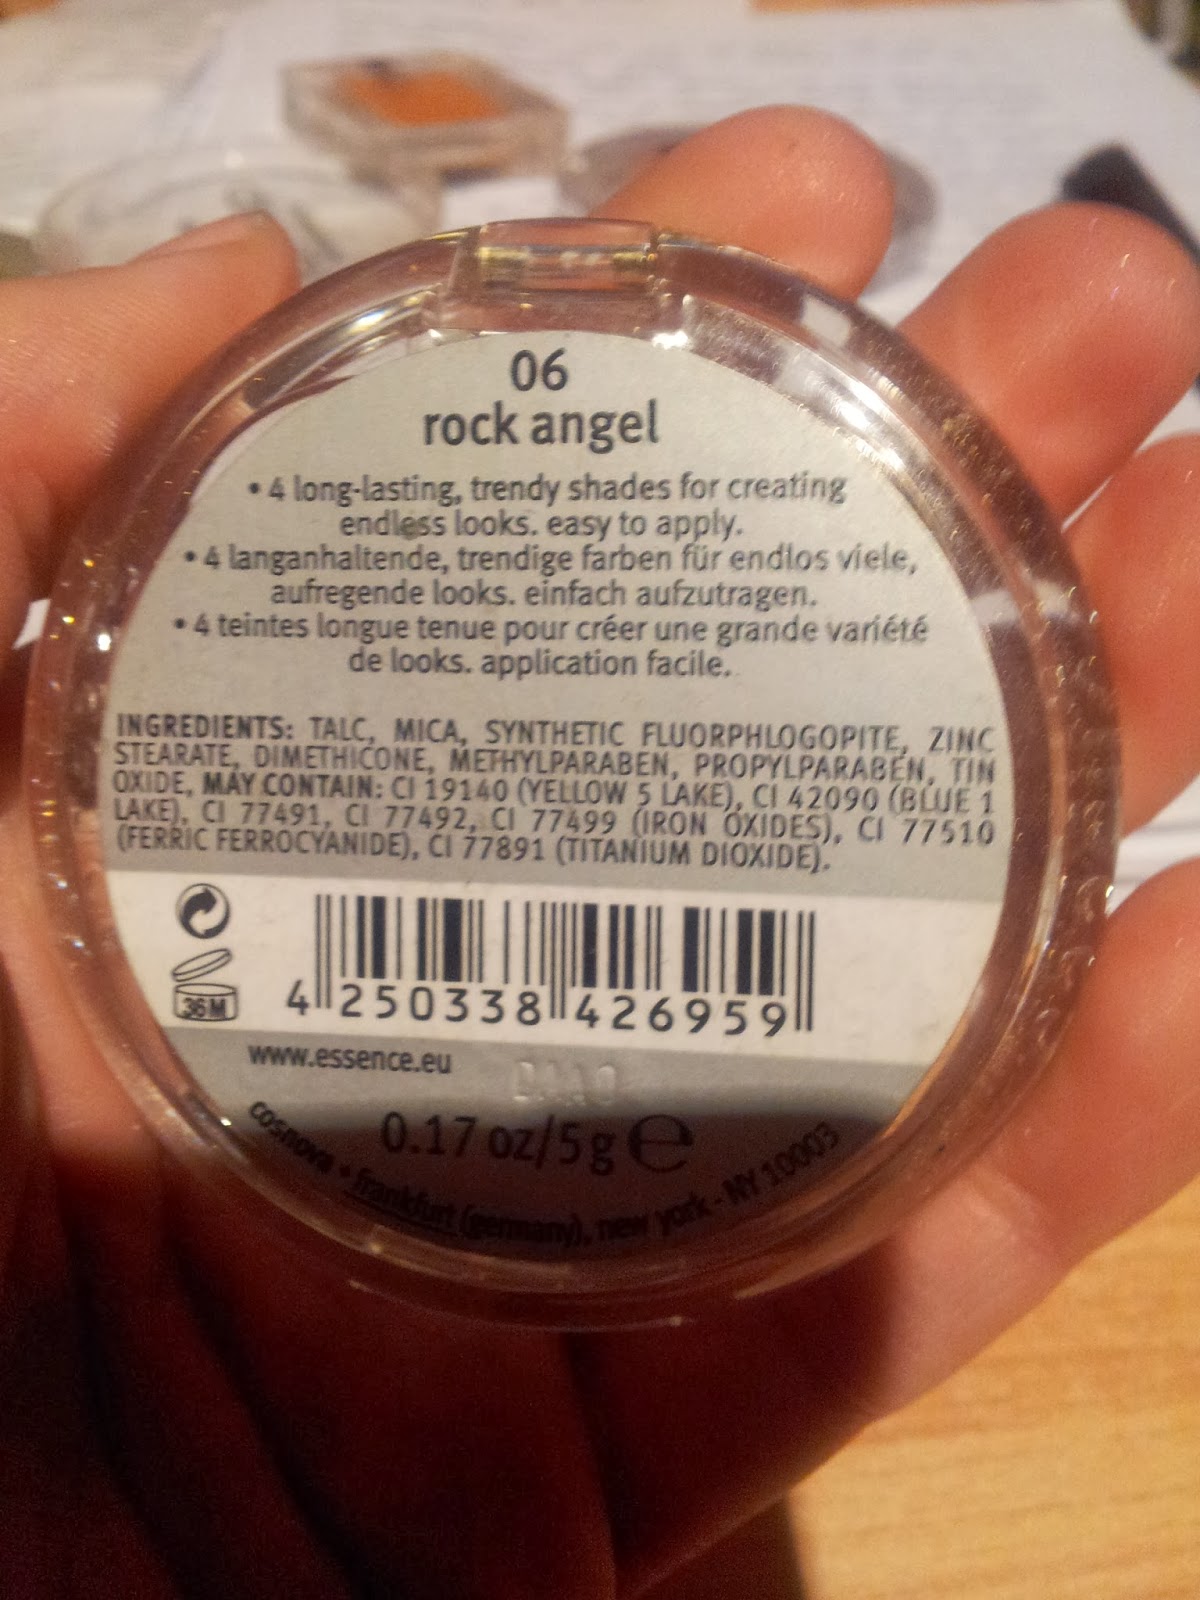 06
rock angel
• 4 long-lasting, trendy shades for creating
endless looks. easy to apply.
• 4 langanhaltende, trendige farben für endlos viele,
aufregende looks. einfach aufzutragen.
• 4 teintes longue tenue pour créer une grande variété
de looks. application facile.
INGREDIENTS: TALC, MICA, SYNTHETIC FLUORPHLOGOPITE, ZINC
STEARATE, DIMETHICONE, METHYLPARABEN, PROPYLPARABEN, TIN
OXIDE, MAY CONTAIN: CI 19140 (YELLOW 5 LAKE), CI 42090 (BLUE 1
LAKE), CI 77491, CI 77492, CI 77499 (IRON OXIDES), CI 77510
(FERRIC FERROCYANIDE), CI 77891 (TITANIUM DIOXIDE).
36M
4 250338 426959
www.essence.eu
0.17 oz/5g e
cosnova • frankfurt (germany), new york - NY 10003